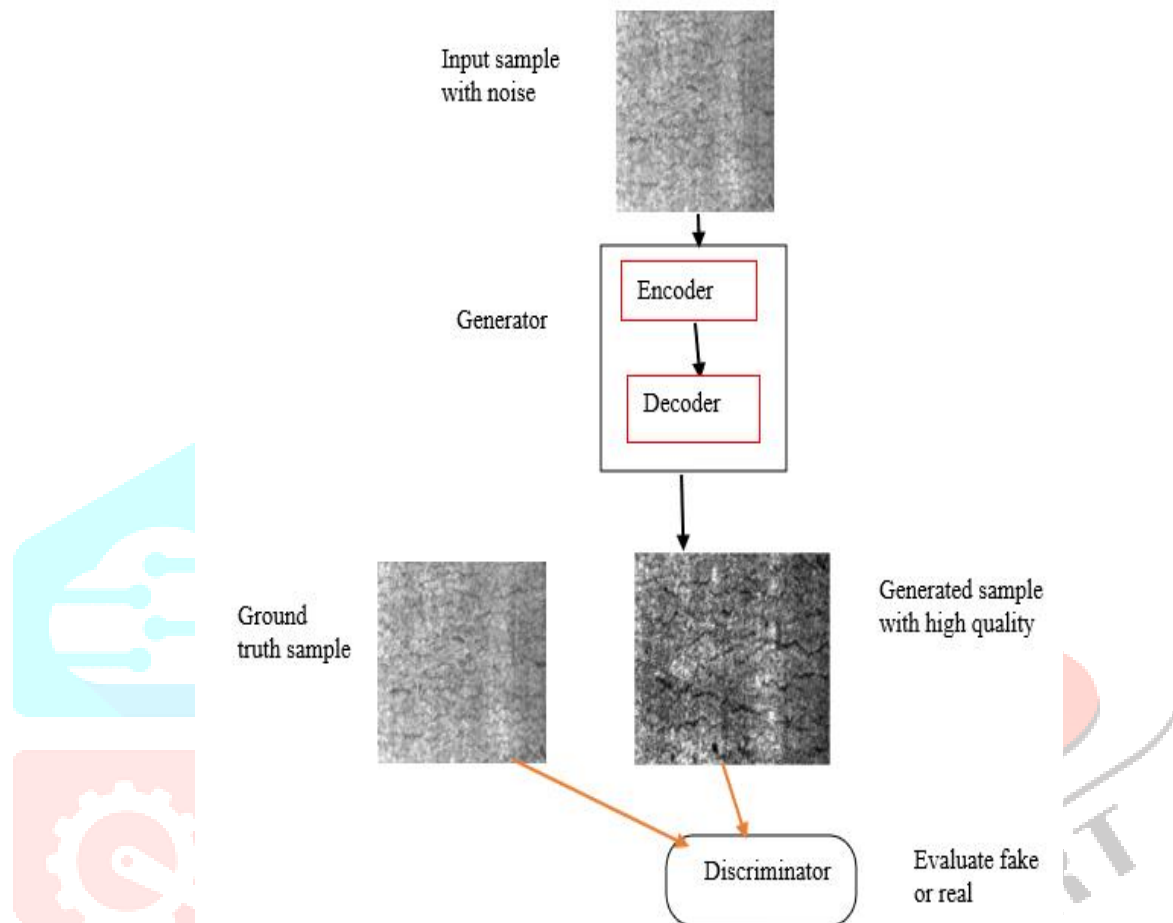 Input sample
with noise
Encoder
Generator
Decoder
Generated sample
with high quality
Ground
truth sample
Discriminator
Evaluate fake
or real